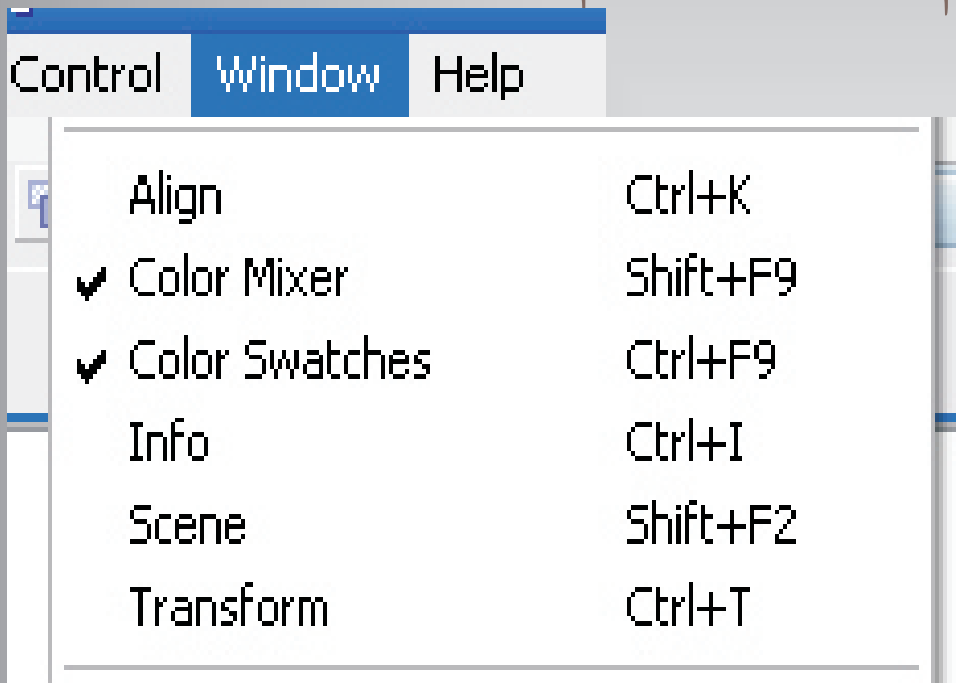 Control Window Help
Align Ctrl+K
Color Mixer Shift+F9
Color Swatches Ctrl+F9
Info Ctrl+I
Scene Shift+F2
Transform Ctrl+T